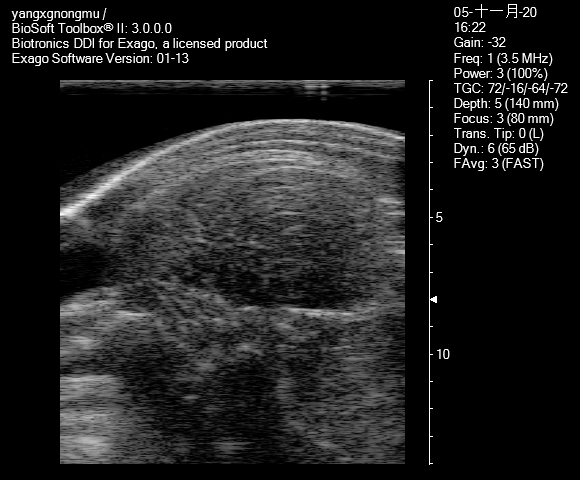 yangxgnongmu /
BioSoft Toolbox® II: 3.0.0.0
Biotronics DDI for Exago, a licensed product
Exago Software Version: 01-13
05-十一月-20
16:22
Gain: -32
Freq: 1 (3.5 MHz)
Power: 3 (100%)
TGC: 72/-16/-64/-72
Depth: 5 (140 mm)
Focus: 3 (80 mm)
Trans. Tip: 0 (L)
Dyn.: 6 (65 dB)
FAvg: 3 (FAST)
5
10